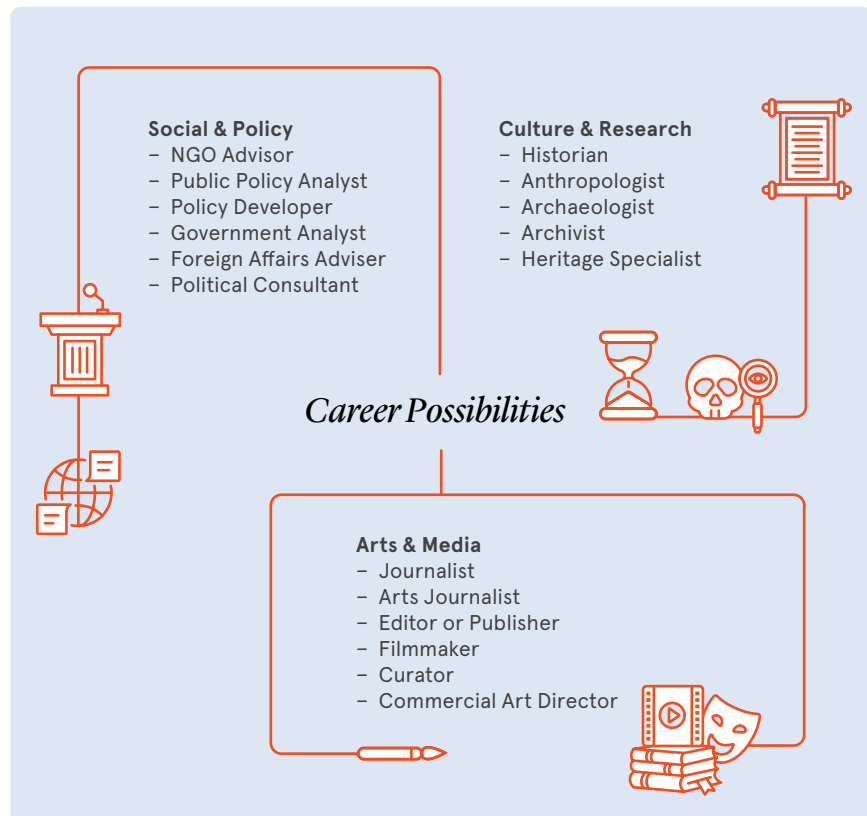 Social & Policy
– NGO Advisor
– Public Policy Analyst
– Policy Developer
– Government Analyst
– Foreign Affairs Adviser
– Political Consultant
Culture & Research
– Historian
– Anthropologist
– Archaeologist
– Archivist
– Heritage Specialist
Career Possibilities
Arts & Media
– Journalist
– Arts Journalist
– Editor or Publisher
– Filmmaker
– Curator
– Commercial Art Director